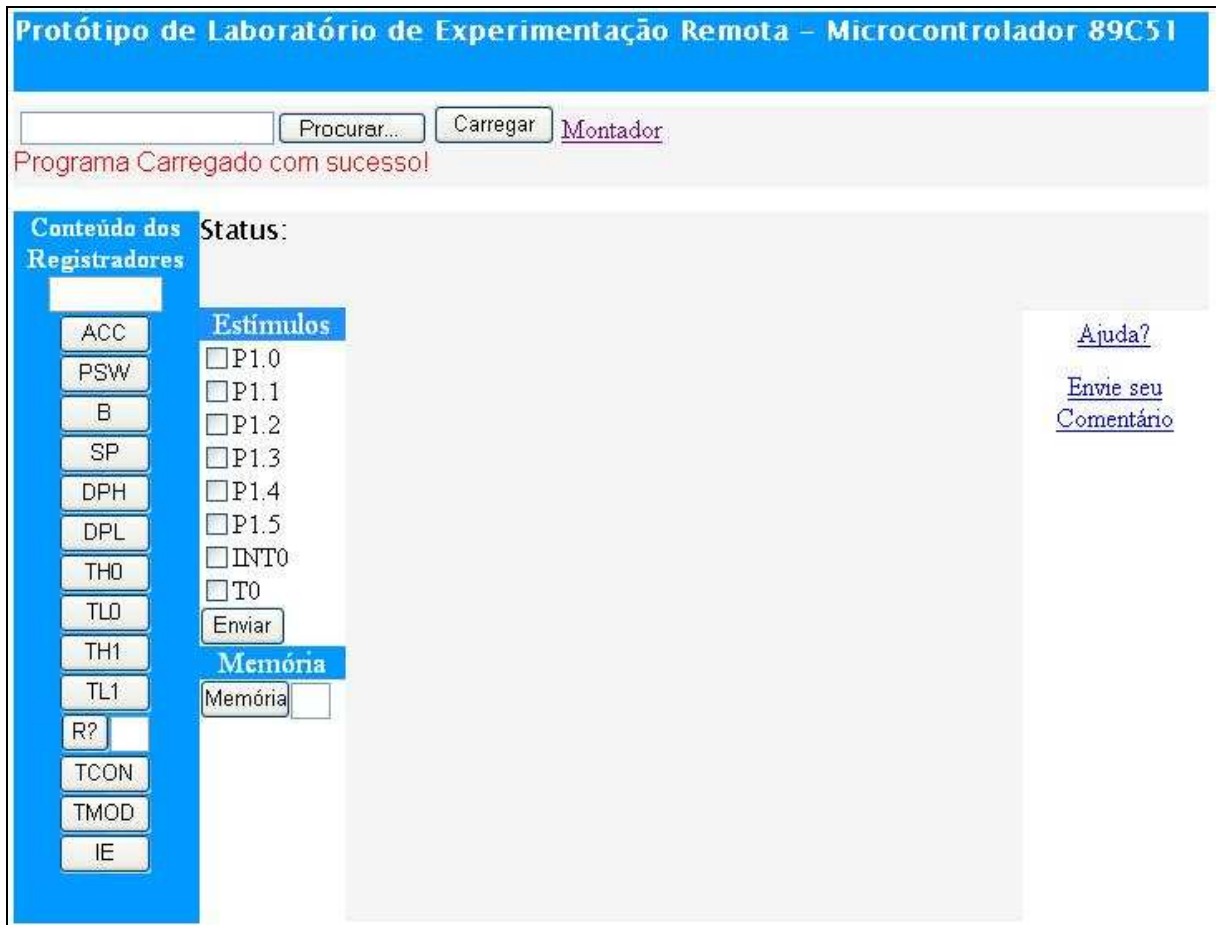 Protótipo de Laboratório de Experimentação Remota – Microcontrolador 89C51
Procurar... Carregar Montador
Programa Carregado com sucesso!
Conteúdo dos
Registradores
ACC
PSW
B
SP
DPH
DPL
TH0
TL0
TH1
TL1
R?
TCON
TMOD
IE
Status:
Estímulos
P1.0
P1.1
P1.2
P1.3
P1.4
P1.5
INT0
T0
Enviar
Memória
Memória
Ajuda?
Envie seu
Comentário